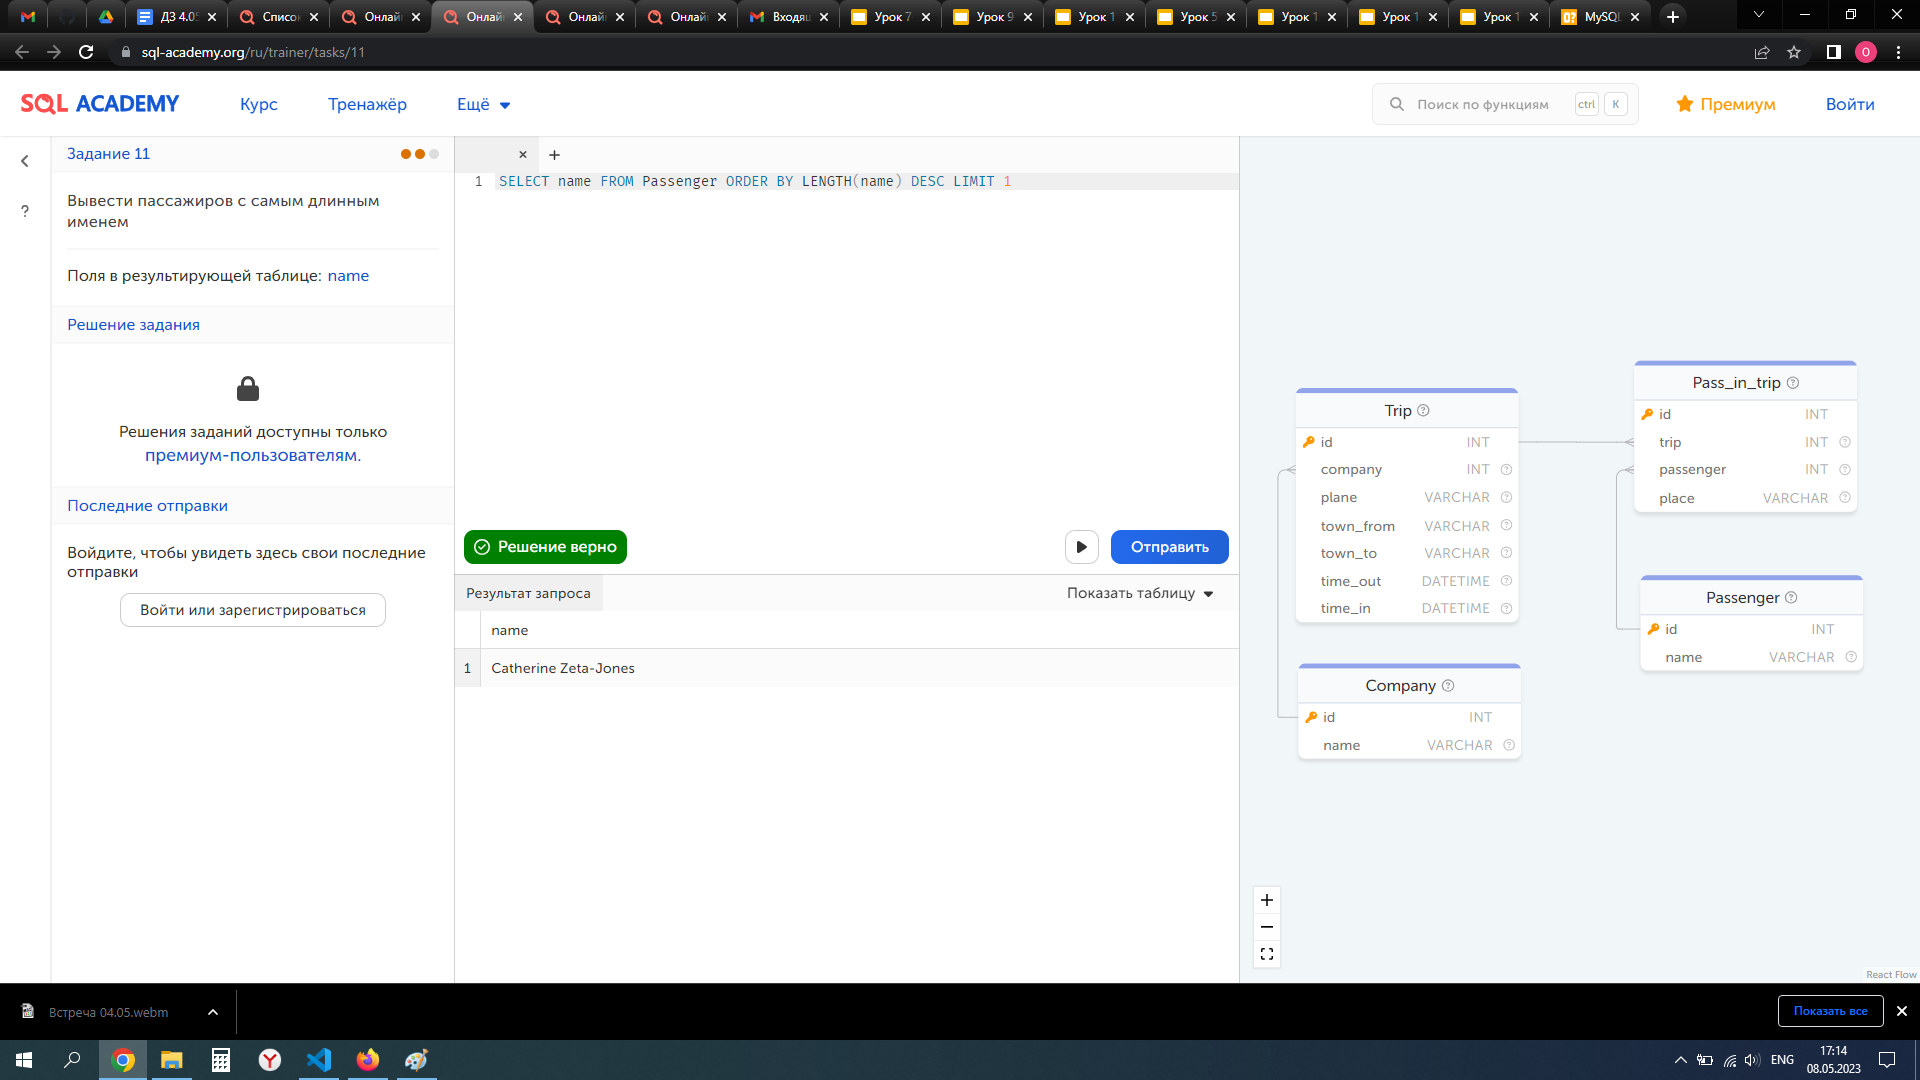 ДЗ 4.05
Списо
Онлай
Онлай
Онлай
Онлай
Входящ
Урок 7
Урок 9
Урок 1
Урок 5
Урок 1
Урок 1
Урок 1
MySQL
sql-academy.org/ru/trainer/tasks/11
O
SQL ACADEMY
Курс
Тренажёр
Ещё
Поиск по функциям
ctrl
K
Премиум
Войти
Задание 11
?
Вывести пассажиров с самым длинным
именем
Поля в результирующей таблице: name
Решение задания
Решения заданий доступны только
премиум-пользователям.
Последние отправки
Войдите, чтобы увидеть здесь свои последние
отправки
Войти или зарегистрироваться
1 SELECT name FROM Passenger ORDER BY LENGTH(name) DESC LIMIT 1
Решение верно
Отправить
Результат запроса
Показать таблицу
name
1 Catherine Zeta-Jones
Trip
id INT
company INT
plane VARCHAR
town_from VARCHAR
town_to VARCHAR
time_out DATETIME
time_in DATETIME
Company
id INT
name VARCHAR
Pass_in_trip
id INT
trip INT
passenger INT
place VARCHAR
Passenger
id INT
name VARCHAR
React Flow
Встреча 04.05.webm
Показать все
ENG
17:14
08.05.2023